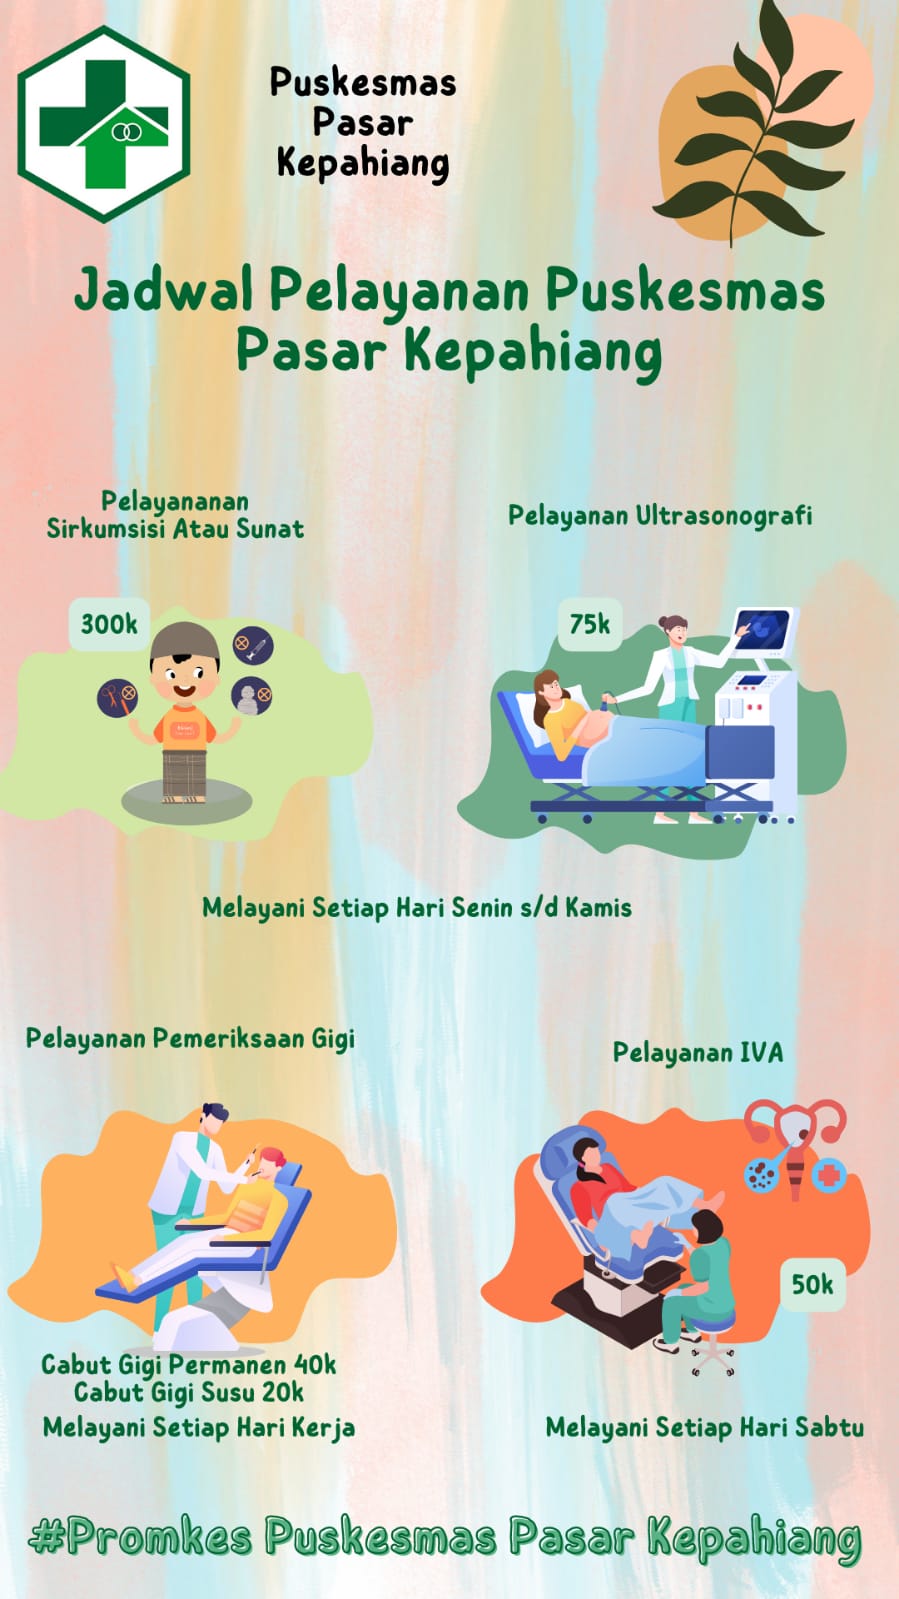 Puskesmas
Pasar
Kepahiang
Jadwal Pelayanan Puskesmas
Pasar Kepahiang
Pelayananan
Sirkumsisi Atau Sunat
300k
Pelayanan Ultrasonografi
75k
Melayani Setiap Hari Senin s/d Kamis
Pelayanan Pemeriksaan Gigi
Cabut Gigi Permanen 40k
Cabut Gigi Susu 20k
Melayani Setiap Hari Kerja
Pelayanan IVA
50k
Melayani Setiap Hari Sabtu
#Promkes Puskesmas Pasar Kepahiang